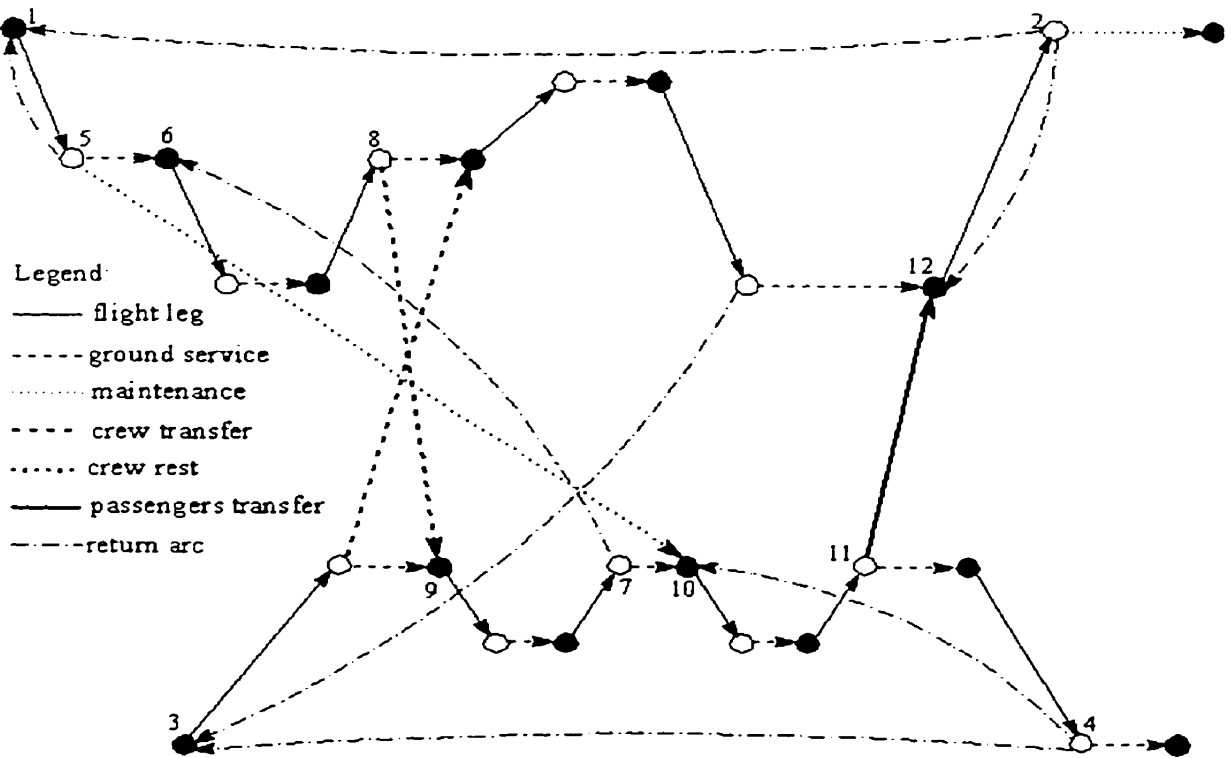 1
2
5
6
8
12
Legend:
flight leg
ground service
maintenance
crew transfer
crew rest
passengers transfer
return arc
9
7
10
11
3
4